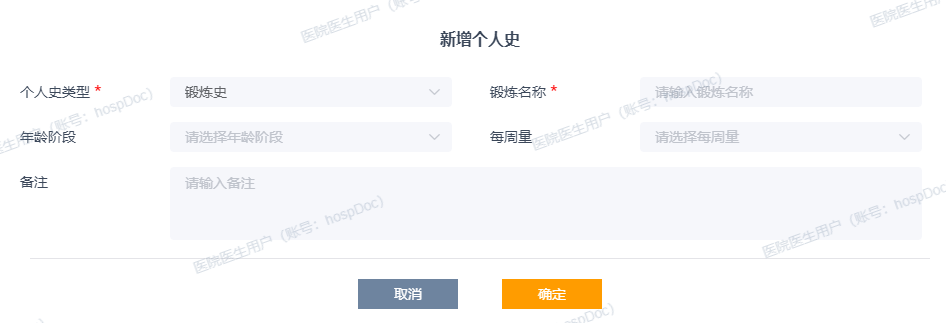 新增个人史
个人史类型 * 锻炼史 锻炼名称 * 请输入锻炼名称
年龄阶段 请选择年龄阶段 每周量 请选择每周量
备注 请输入备注
取消 确定
医院医生用户（账号
医院医生
医院医生用户（账号：hospDoc）
医院医生用户（账号：hospDoc）
医院医生用户（账号：hospDoc）
医院医生用户（账号：hospDoc
hospDoc）